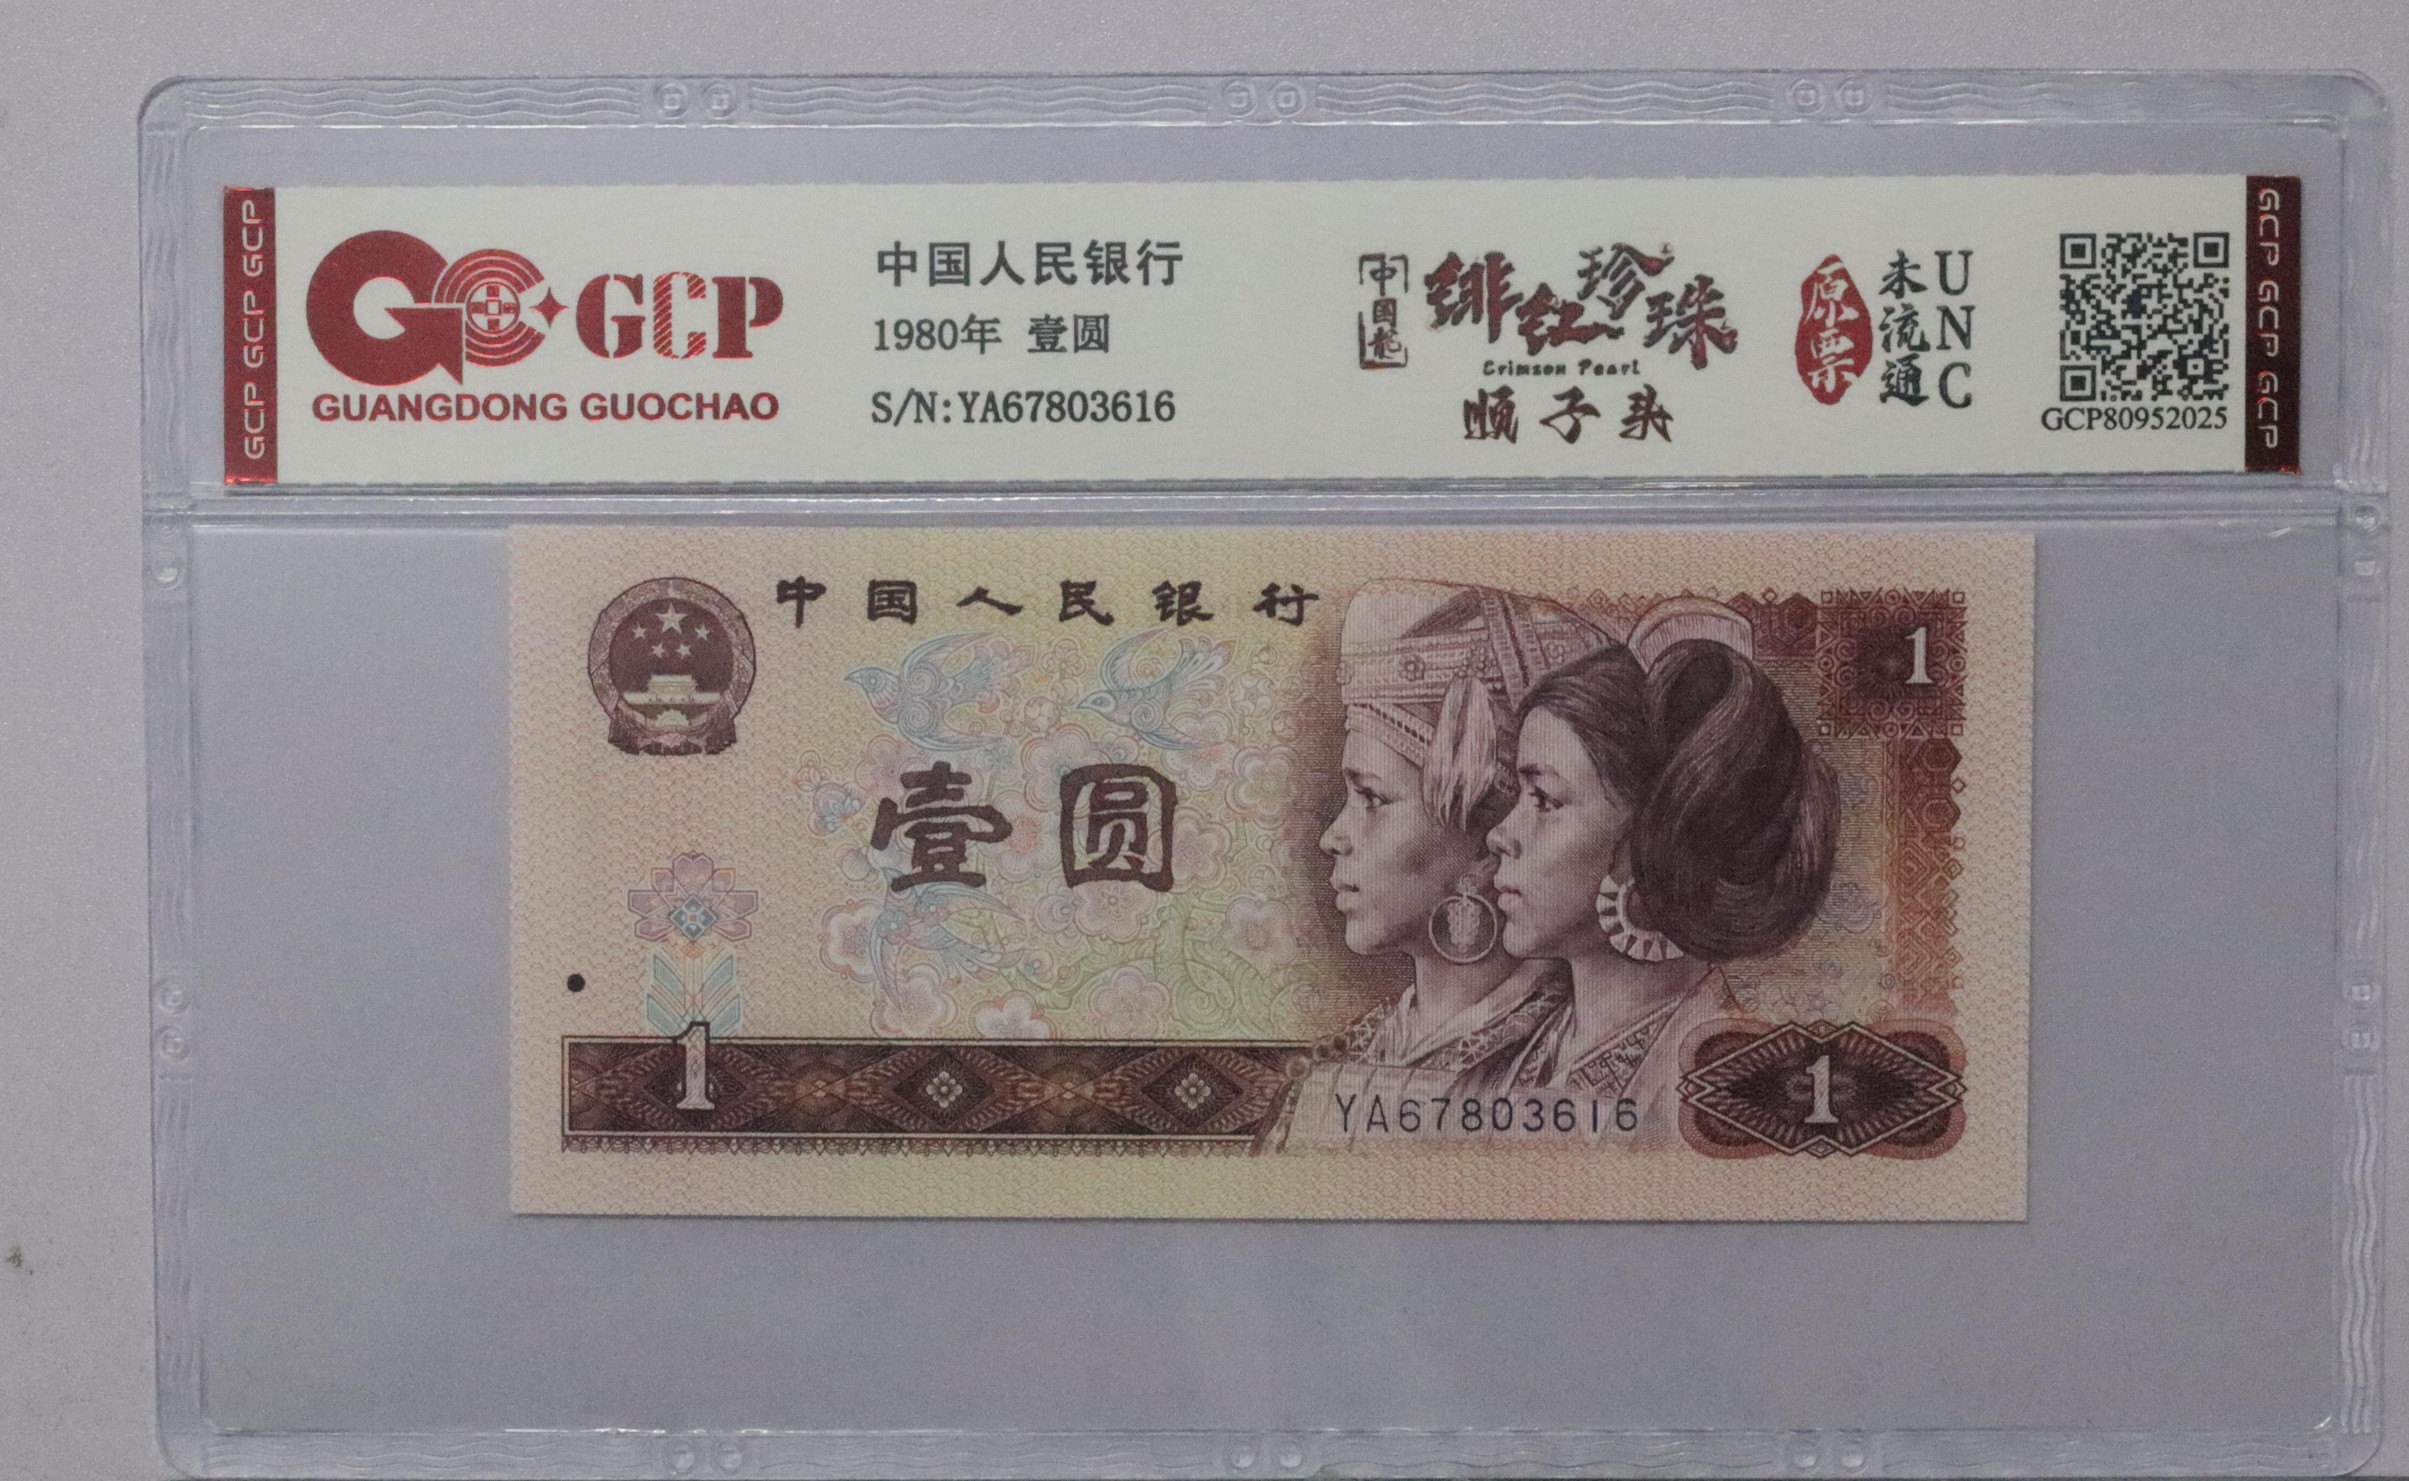 GCP GCP GCP
GCP
GUANGDONG GUOCHAO
中国人民银行
1980年 壹圆
S/N:YA67803616
中国龙
绯红珍珠
Crimson Pearl
顺子头
原票
未流通
UNC
GCP80952025
GCP GCP GCP GCP
中国人民银行
1
壹圆
1
YA67803616
1